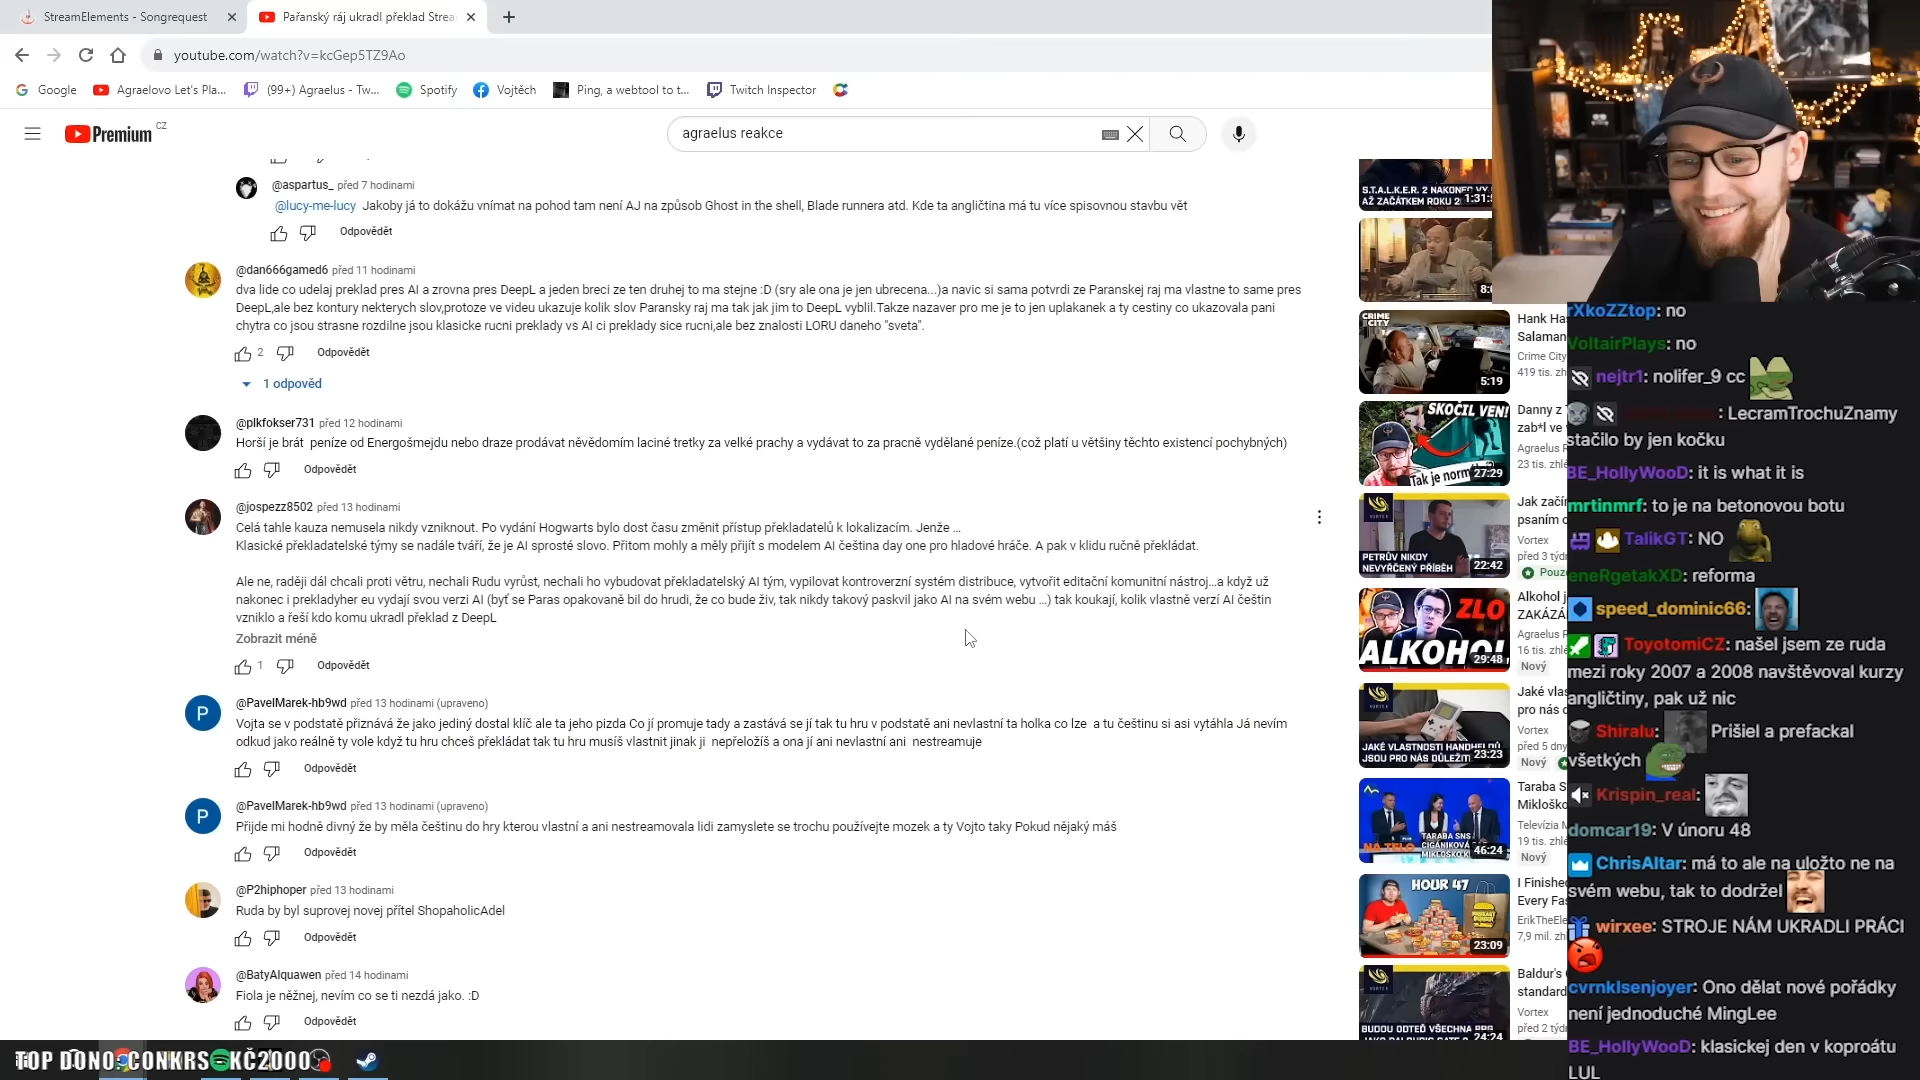 StreamElements - Songrequest
Pařanský ráj ukradl překlad Strea
youtube.com/watch?v=kcGep5TZ9Ao
Google
Agraelovo Let's Pla...
(99+) Agraelus - Tw...
Spotify
Vojtěch
Ping, a webtool to t...
Twitch Inspector
Premium CZ
agraelus reakce
@aspartus_ před 7 hodinami
@lucy-me-lucy Jakoby já to dokážu vnímat na pohod tam není AJ na způsob Ghost in the shell, Blade runnera atd. Kde ta angličtina má tu více spisovnou stavbu vět
Odpovědět
@dan666gamed6 před 11 hodinami
dva lide co udelaj preklad pres AI a zrovna pres DeepL a jeden breci ze ten druhej to ma stejne :D (sry ale ona je jen ubrecena...)a navic si sama potvrdi ze Paranskej raj ma vlastne to same pres
DeepL,ale bez kontury nekterych slov,protoze ve videu ukazuje kolik slov Paransky raj ma tak jak jim to DeepL vyblil.Takze nazaver pro me je to jen uplakanek a ty cestiny co ukazovala pani
chytra co jsou strasne rozdilne jsou klasicke rucni preklady vs AI ci preklady sice rucni,ale bez znalosti LORU daneho "sveta".
2
Odpovědět
1 odpověd
@plkfokser731 před 12 hodinami
Horší je brát peníze od Energošmejdu nebo draze prodávat něvědomím laciné tretky za velké prachy a vydávat to za pracně vydělané peníze.(což platí u většiny těchto existencí pochybných)
Odpovědět
@jospezz8502 před 13 hodinami
Celá tahle kauza nemusela nikdy vzniknout. Po vydání Hogwarts bylo dost času změnit přístup překladatelů k lokalizacím. Jenže ...
Klasické překladatelské týmy se nadále tváří, že je AI sprosté slovo. Přitom mohly a měly přijít s modelem AI čeština day one pro hladové hráče. A pak v klidu ručně překládat.
Ale ne, raději dál chcali proti větru, nechali Rudu vyrůst, nechali ho vybudovat překladatelský AI tým, vypilovat kontroverzní systém distribuce, vytvořit editační komunitní nástroj...a když už
nakonec i prekladyher eu vydají svou verzi AI (byť se Paras opakovaně bil do hrudi, že co bude živ, tak nikdy takový paskvil jako AI na svém webu ...) tak koukají, kolik vlastně verzí AI češtin
vzniklo a řeší kdo komu ukradl překlad z DeepL
Zobrazit méně
1
Odpovědět
@PavelMarek-hb9wd před 13 hodinami (upraveno)
Vojta se v podstatě přiznává že jako jediný dostal klíč ale ta jeho pizda Co jí promuje tady a zastává se jí tak tu hru v podstatě ani nevlastní ta holka co lze a tu češtinu si asi vytáhla Já nevím
odkud jako reálně ty vole když tu hru chceš překládat tak tu hru musíš vlastnit jinak ji nepřeložíš a ona jí ani nevlastní ani nestreamuje
Odpovědět
@PavelMarek-hb9wd před 13 hodinami (upraveno)
Přijde mi hodně divný že by měla češtinu do hry kterou vlastní a ani nestreamovala lidi zamyslete se trochu používejte mozek a ty Vojto taky Pokud nějaký máš
Odpovědět
@P2hiphoper před 13 hodinami
Ruda by byl suprovej novej přítel ShopaholicAdel
Odpovědět
@BatyAlquawen před 14 hodinami
Fiola je něžnej, nevím co se ti nezdá jako. :D
Odpovědět
TOP DONO: CONKRS KČ2000
S.T.A.L.K.E.R. 2 NAKONEC VY
AŽ ZAČÁTKEM ROKU 2
1:31:
8:
CRIME CITY
5:19
Hank Ha
Salaman
Crime City
419 tis. zh
SKOČIL VEN!
Tak je norm
27:29
Danny z
zab*l ve
Agraelus R
23 tis. zhlé
PETRŮV NIKDY
NEVYŘČENÝ PŘÍBĚH
22:42
Jak začí
psaním
Vortex
před 3 týd
Pouz
ZLO
ALKOHO!
29:48
Alkohol j
ZAKÁZÁ
Agraelus R
16 tis. zhlé
Nový
JAKÉ VLASTNOSTI HANDHELDŮ
JSOU PRO NÁS DŮLEŽIT
23:23
Jaké vlas
pro nás
Vortex
před 5 dny
Nový
TARABA SNS
CIGÁNIKOVÁ
MIKLOŠKO
NA TELO
46:24
Taraba S
Mikloško
Televízia M
19 tis. zhlé
Nový
HOUR 47
23:09
I Finished
Every Fas
ErikTheEle
7,9 mil. zh
BUDOU ODTEĎ VŠECHNA RPG
24:24
Baldur's
standard
Vortex
před 2 týd
rXkoZZtop: no
VoltairPlays: no
nejtr1: nolifer_9 cc
: LecramTrochuZnamy
stačilo by jen kočku
BE_HollyWooD: it is what it is
mrtinmrf: to je na betonovou botu
TalikGT: NO
eneRgetakXD: reforma
speed_dominic66:
ToyotomiCZ: našel jsem ze ruda
mezi roky 2007 a 2008 navštěvoval kurzy
angličtiny, pak už nic
Shiralu: Prišiel a prefackal
všetkých
Krispin_real:
domcar19: V únoru 48
ChrisAltar: má to ale na uložto ne na
svém webu, tak to dodržel
wirxee: STROJE NÁM UKRADLI PRÁCI
cvrnklsenjoyer: Ono dělat nové pořádky
není jednoduché MingLee
BE_HollyWooD: klasickej den v koproátu
LUL